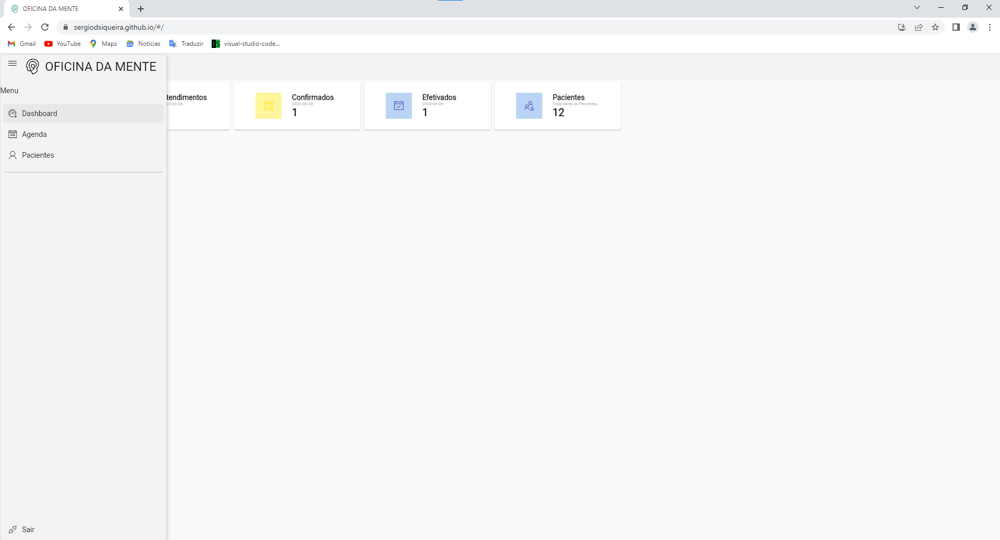 OFICINA DA MENTE
sergiodsiqueira.github.io/#/
Gmail YouTube Maps Notícias Traduzir visual-studio-code...
OFICINA DA MENTE
Menu
Dashboard
Agenda
Pacientes
Sair
tendimentos
22-06-28
Confirmados
2022-06-28
1
Efetivados
2022-06-28
1
Pacientes
Total Geral de Pacientes
12